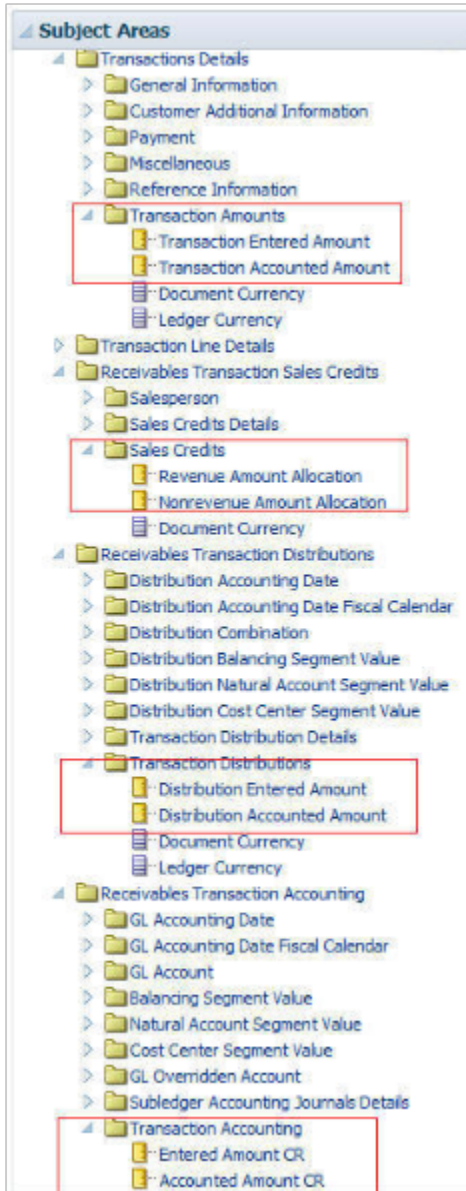 Subject Areas
Transactions Details
General Information
Customer Additional Information
Payment
Miscellaneous
Reference Information
Transaction Amounts
Transaction Entered Amount
Transaction Accounted Amount
Document Currency
Ledger Currency
Transaction Line Details
Receivables Transaction Sales Credits
Salesperson
Sales Credits Details
Sales Credits
Revenue Amount Allocation
Nonrevenue Amount Allocation
Document Currency
Receivables Transaction Distributions
Distribution Accounting Date
Distribution Accounting Date Fiscal Calendar
Distribution Combination
Distribution Balancing Segment Value
Distribution Natural Account Segment Value
Distribution Cost Center Segment Value
Transaction Distribution Details
Transaction Distributions
Distribution Entered Amount
Distribution Accounted Amount
Document Currency
Ledger Currency
Receivables Transaction Accounting
GL Accounting Date
GL Accounting Date Fiscal Calendar
GL Account
Balancing Segment Value
Natural Account Segment Value
Cost Center Segment Value
GL Overridden Account
Subledger Accounting Journals Details
Transaction Accounting
Entered Amount CR
Accounted Amount CR